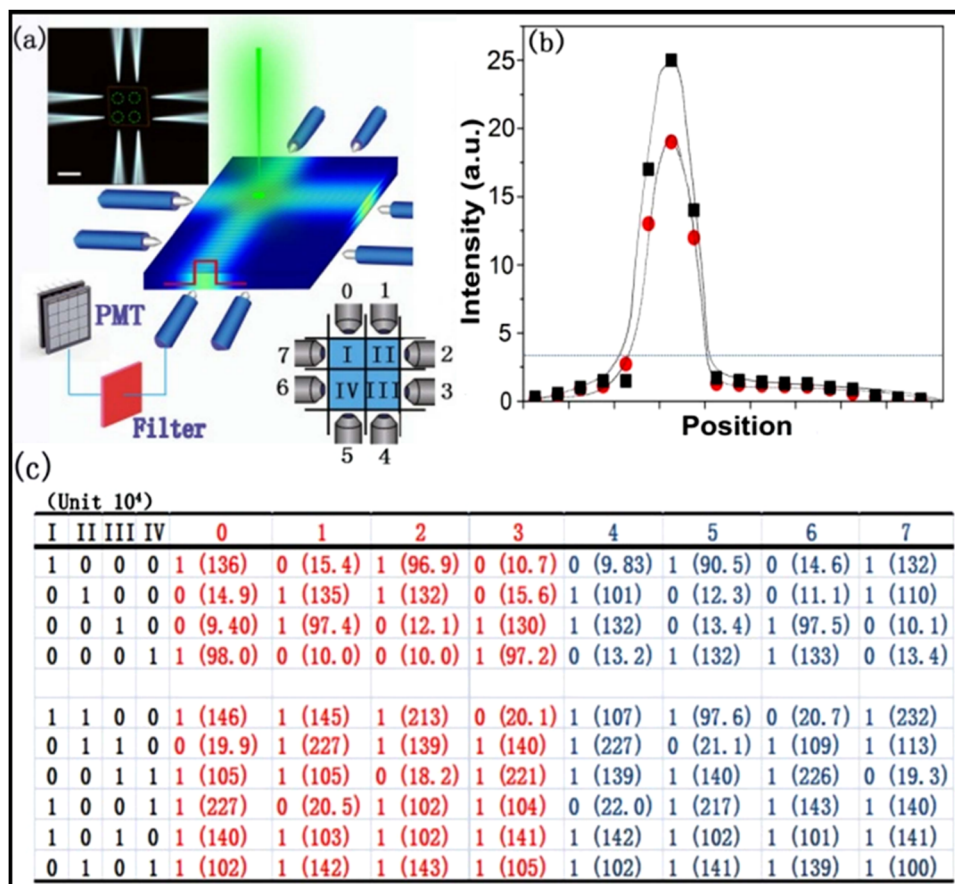 (a)
PMT
Filter
0 1
7 I II 2
6 IV III 3
5 4
(b)
Intensity (a.u.)
25
20
15
10
5
0
Position
(c)
(Unit 10⁴)
I II III IV 0 1 2 3 4 5 6 7
1 0 0 0 1 (136) 0 (15.4) 1 (96.9) 0 (10.7) 0 (9.83) 1 (90.5) 0 (14.6) 1 (132)
0 1 0 0 0 (14.9) 1 (135) 1 (132) 0 (15.6) 1 (101) 0 (12.3) 0 (11.1) 1 (110)
0 0 1 0 0 (9.40) 1 (97.4) 0 (12.1) 1 (130) 1 (132) 0 (13.4) 1 (97.5) 0 (10.1)
0 0 0 1 1 (98.0) 0 (10.0) 0 (10.0) 1 (97.2) 0 (13.2) 1 (132) 1 (133) 0 (13.4)
1 1 0 0 1 (146) 1 (145) 1 (213) 0 (20.1) 1 (107) 1 (97.6) 0 (20.7) 1 (232)
0 1 1 0 0 (19.9) 1 (227) 1 (139) 1 (140) 1 (227) 0 (21.1) 1 (109) 1 (113)
0 0 1 1 1 (105) 1 (105) 0 (18.2) 1 (221) 1 (139) 1 (140) 1 (226) 0 (19.3)
1 0 0 1 1 (227) 0 (20.5) 1 (102) 1 (104) 0 (22.0) 1 (217) 1 (143) 1 (140)
1 0 1 0 1 (140) 1 (103) 1 (102) 1 (141) 1 (142) 1 (102) 1 (101) 1 (141)
0 1 0 1 1 (102) 1 (142) 1 (143) 1 (105) 1 (102) 1 (141) 1 (139) 1 (100)